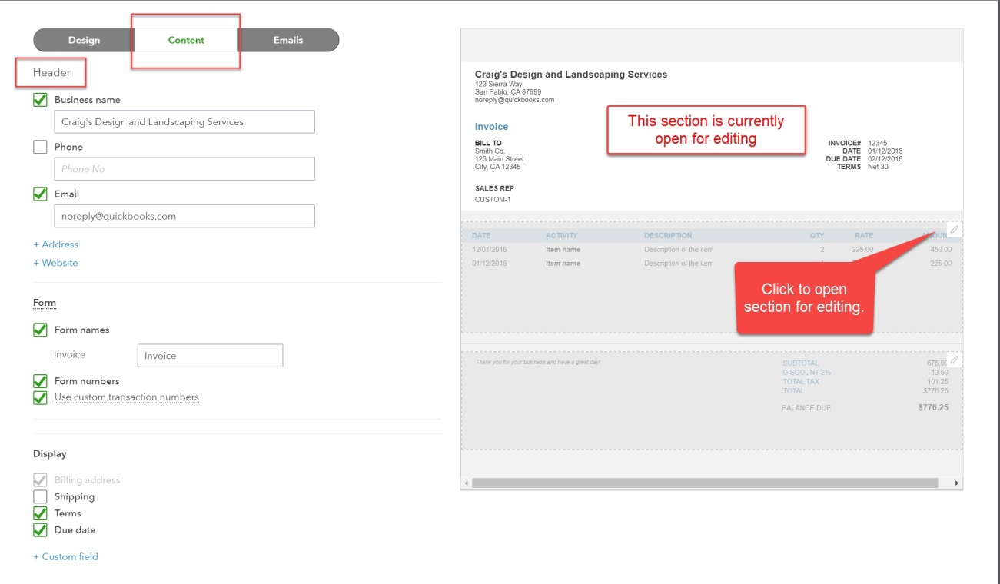 Design Content Emails
Header
Business name
Craig's Design and Landscaping Services
Phone
Phone No
Email
noreply@quickbooks.com
+ Address
+ Website
Form
Form names
Invoice Invoice
Form numbers
Use custom transaction numbers
Display
Billing address
Shipping
Terms
Due date
+ Custom field
Craig's Design and Landscaping Services
123 Sierra Way
San Pablo, CA 87999
noreply@quickbooks.com
This section is currently
open for editing
Invoice
BILL TO
Smith Co.
123 Main Street
City, CA 12345
INVOICE# 12345
DATE 01/12/2016
DUE DATE 02/12/2016
TERMS Net 30
SALES REP
CUSTOM-1
DATE ACTIVITY DESCRIPTION QTY RATE
12/01/2016 Item name Description of the item 2 225.00 450.00
01/12/2016 Item name Description of the item 225.00
Click to open
section for editing.
Thank you for your business and have a great day!
SUBTOTAL 675.00
DISCOUNT 2% -13.50
TOTAL TAX 101.25
TOTAL $776.25
BALANCE DUE $776.25